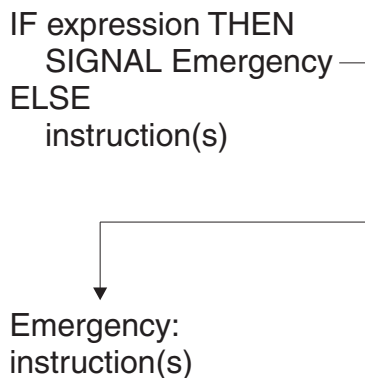 IF expression THEN
SIGNAL Emergency
ELSE
instruction(s)
Emergency:
instruction(s)